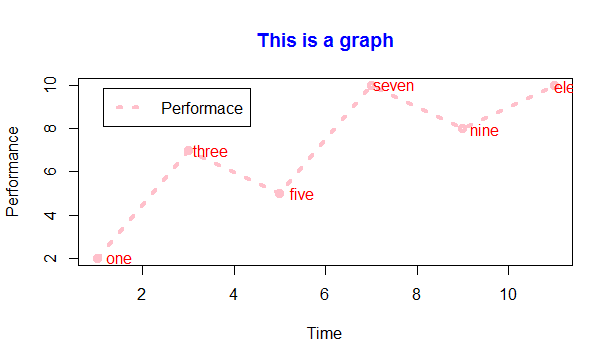 This is a graph
Performance
10
8
6
4
2
Performace
one
three
five
seven
nine
ele
2 4 6 8 10
Time